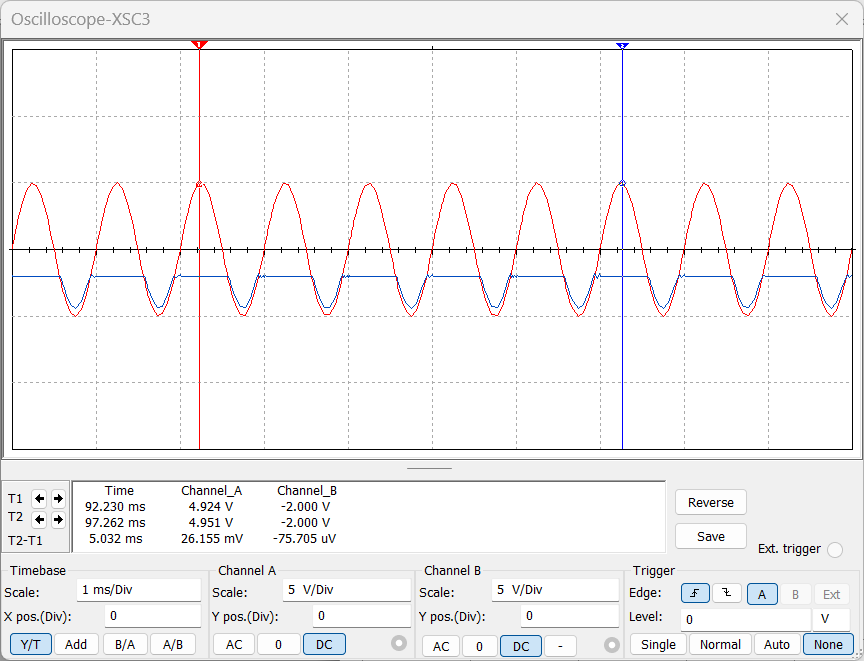 Oscilloscope-XSC3
1
2
Time Channel_A Channel_B
T1 92.230 ms 4.924 V -2.000 V
T2 97.262 ms 4.951 V -2.000 V
T2-T1 5.032 ms 26.155 mV -75.705 uV
Reverse
Save
Ext. trigger
Timebase
Scale: 1 ms/Div
X pos.(Div): 0
Y/T Add B/A A/B
Channel A
Scale: 5 V/Div
Y pos.(Div): 0
AC 0 DC
Channel B
Scale: 5 V/Div
Y pos.(Div): 0
AC 0 DC -
Trigger
Edge: A B Ext
Level: 0 V
Single Normal Auto None